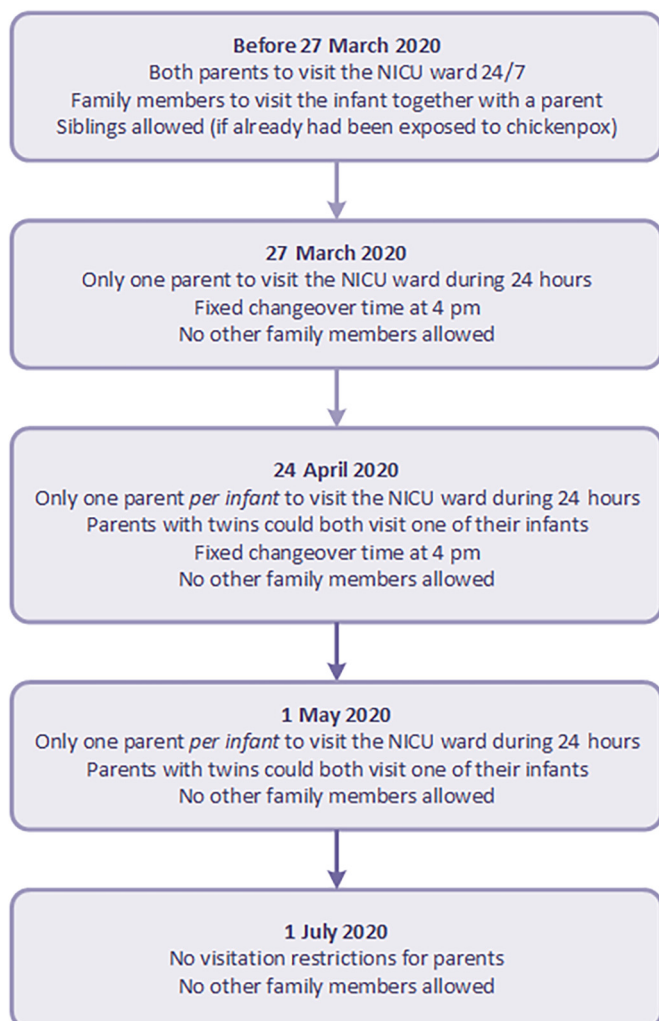 Before 27 March 2020
Both parents to visit the NICU ward 24/7
Family members to visit the infant together with a parent
Siblings allowed (if already had been exposed to chickenpox)
27 March 2020
Only one parent to visit the NICU ward during 24 hours
Fixed changeover time at 4 pm
No other family members allowed
24 April 2020
Only one parent per infant to visit the NICU ward during 24 hours
Parents with twins could both visit one of their infants
Fixed changeover time at 4 pm
No other family members allowed
1 May 2020
Only one parent per infant to visit the NICU ward during 24 hours
Parents with twins could both visit one of their infants
No other family members allowed
1 July 2020
No visitation restrictions for parents
No other family members allowed